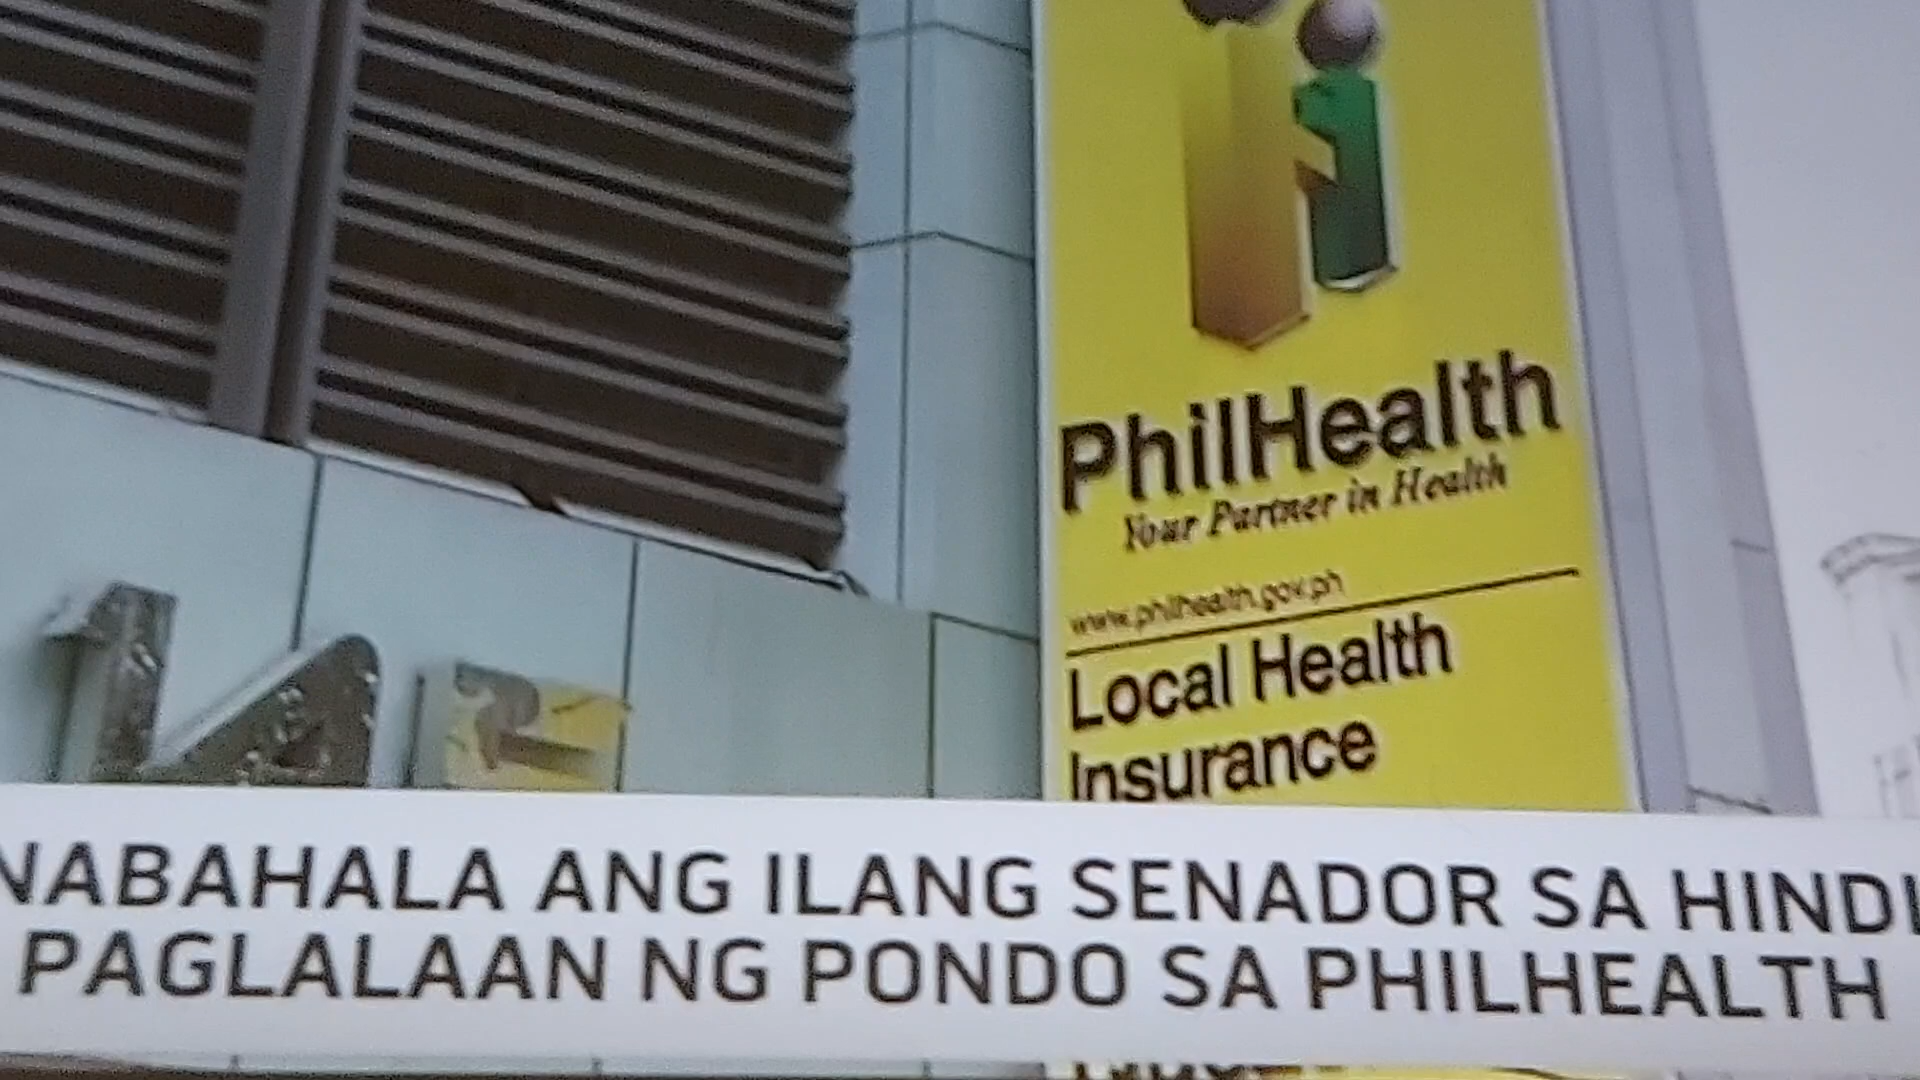 PhilHealth
Your Partner in Health
www.philhealth.gov.ph
Local Health
Insurance
NABAHALA ANG ILANG SENADOR SA HINDI
PAGLALAAN NG PONDO SA PHILHEALTH